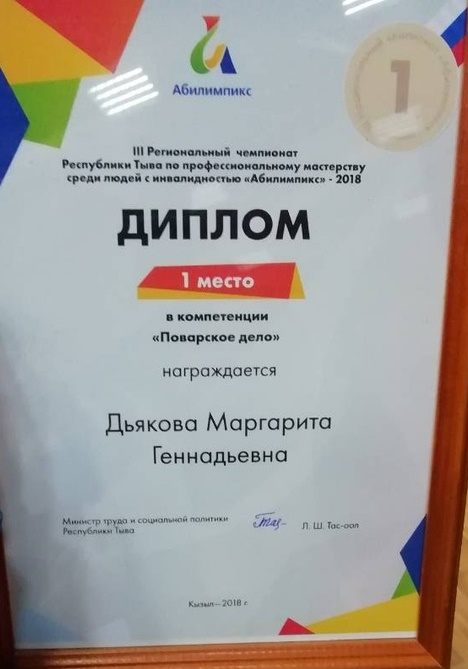 Абилимпикс
1
III Региональный чемпионат
Республики Тыва по профессиональному мастерству
среди людей с инвалидностью «Абилимпикс» - 2018
ДИПЛОМ
1 место
в компетенции
«Поварское дело»
награждается
Дьякова Маргарита
Геннадьевна
Министр труда и социальной политики
Республики Тыва
Л. Ш. Тас-оол
Кызыл—2018 г.